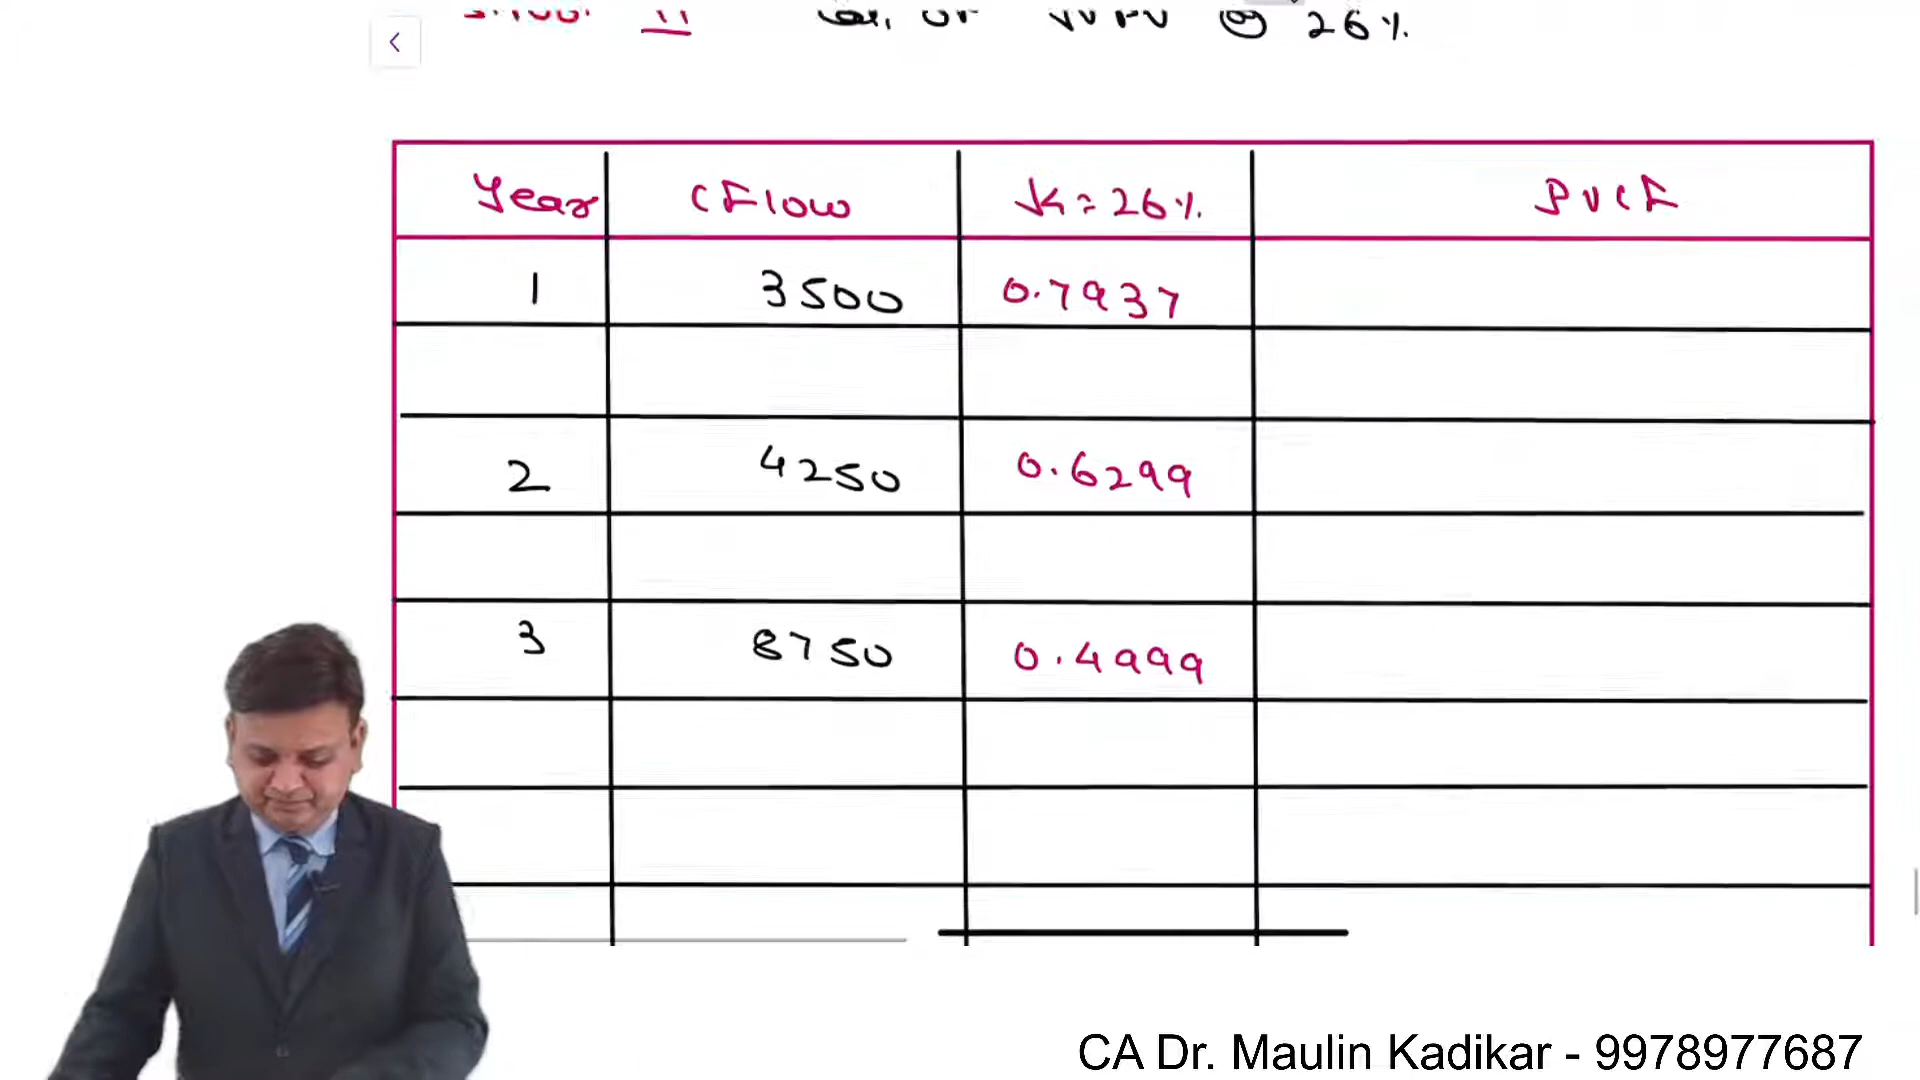 @ 26%.
Year CFlow K=26%. PVCF
1 3500 0.7937
2 4250 0.6299
3 8750 0.4999
CA Dr. Maulin Kadikar - 9978977687